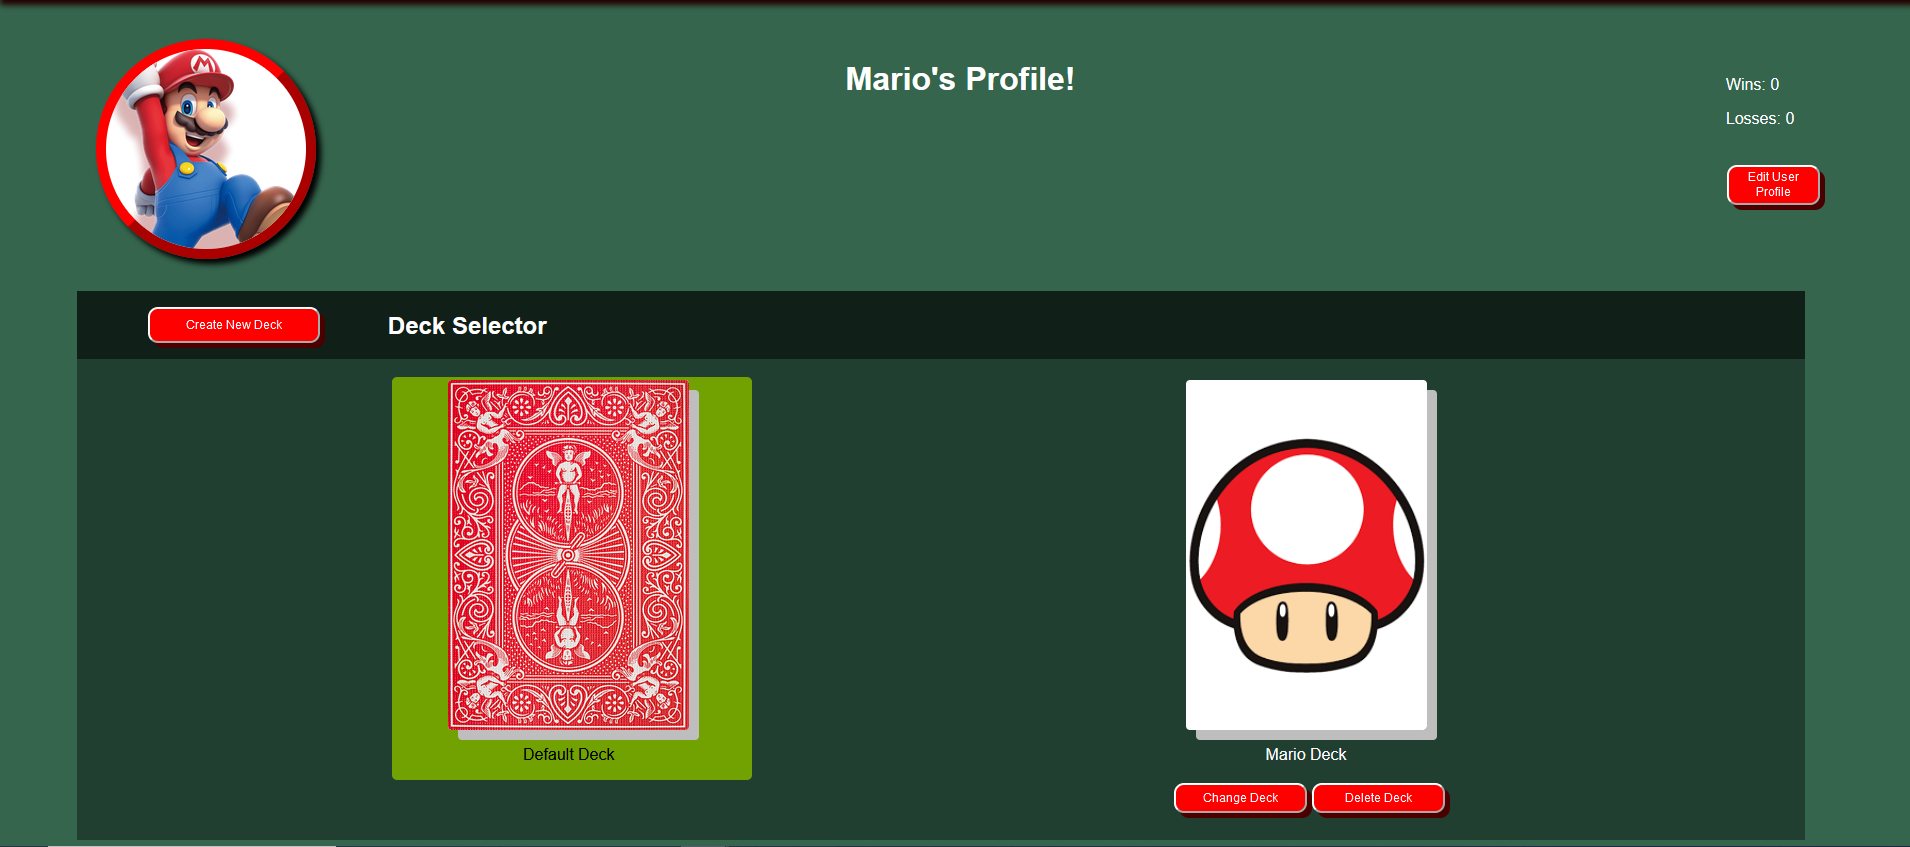 Mario's Profile!
Wins: 0
Losses: 0
Edit User
Profile
Create New Deck
Deck Selector
Default Deck
Mario Deck
Change Deck
Delete Deck
M